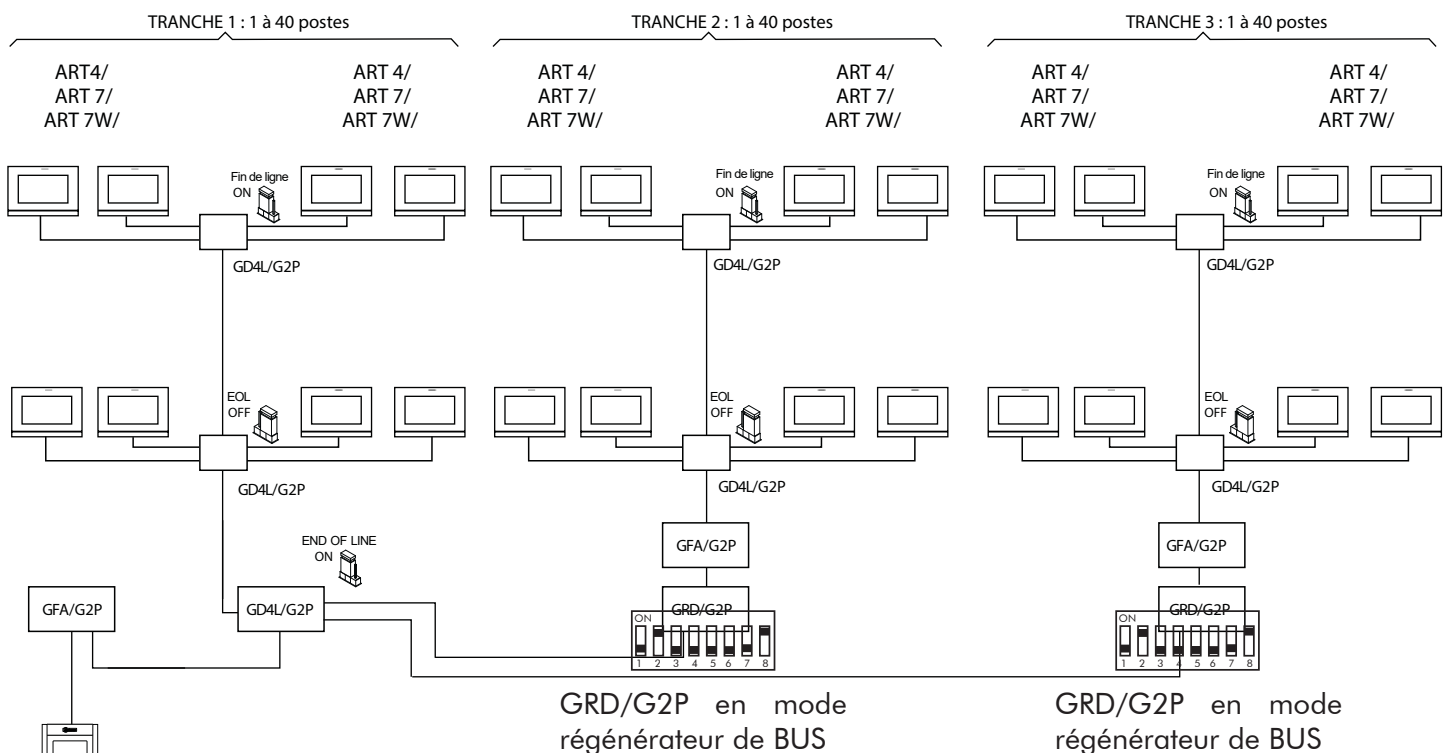 TRANCHE 1 : 1 à 40 postes
TRANCHE 2 : 1 à 40 postes
TRANCHE 3 : 1 à 40 postes
ART4/
ART 7/
ART 7W/
ART 4/
ART 7/
ART 7W/
ART 4/
ART 7/
ART 7W/
ART 4/
ART 7/
ART 7W/
ART 4/
ART 7/
ART 7W/
ART 4/
ART 7/
ART 7W/
Fin de ligne
ON
Fin de ligne
ON
Fin de ligne
ON
GD4L/G2P
GD4L/G2P
GD4L/G2P
EOL
OFF
EOL
OFF
EOL
OFF
GD4L/G2P
GD4L/G2P
GD4L/G2P
END OF LINE
ON
GFA/G2P
GFA/G2P
GFA/G2P
GD4L/G2P
GRD/G2P
ON
1 2 3 4 5 6 7 8
GRD/G2P
ON
1 2 3 4 5 6 7 8
GRD/G2P en mode
régénérateur de BUS
GRD/G2P en mode
régénérateur de BUS